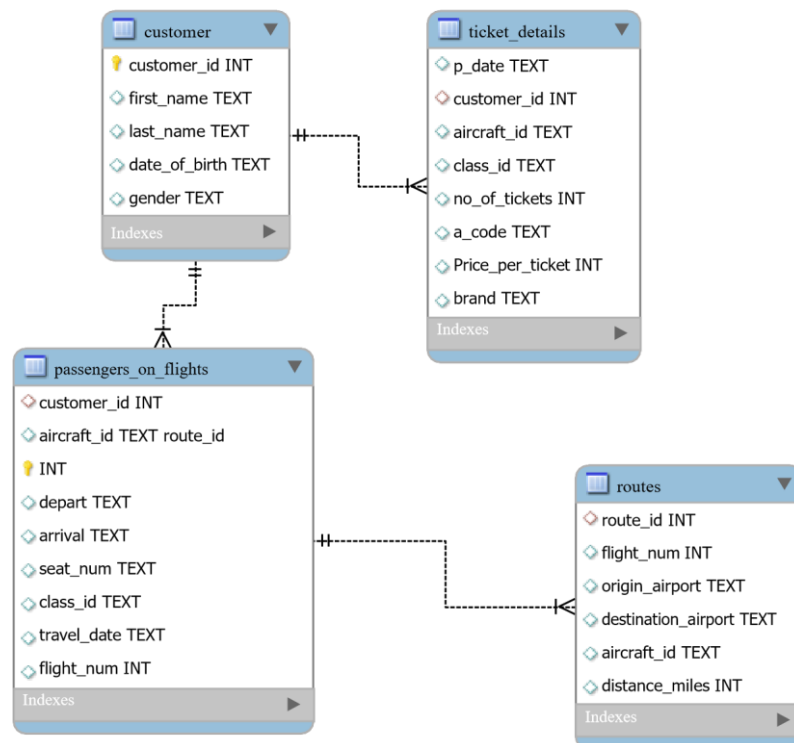 customer
customer_id INT
first_name TEXT
last_name TEXT
date_of_birth TEXT
gender TEXT
Indexes
ticket_details
p_date TEXT
customer_id INT
aircraft_id TEXT
class_id TEXT
no_of_tickets INT
a_code TEXT
Price_per_ticket INT
brand TEXT
Indexes
passengers_on_flights
customer_id INT
aircraft_id TEXT route_id
INT
depart TEXT
arrival TEXT
seat_num TEXT
class_id TEXT
travel_date TEXT
flight_num INT
Indexes
routes
route_id INT
flight_num INT
origin_airport TEXT
destination_airport TEXT
aircraft_id TEXT
distance_miles INT
Indexes